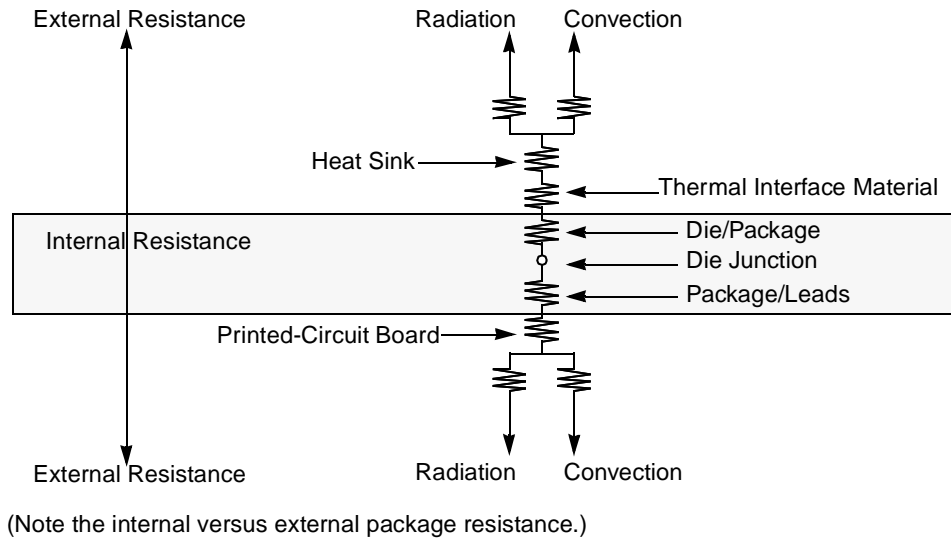 External Resistance
Radiation
Convection
Heat Sink
Thermal Interface Material
Internal Resistance
Die/Package
Die Junction
Package/Leads
Printed-Circuit Board
External Resistance
Radiation
Convection
(Note the internal versus external package resistance.)